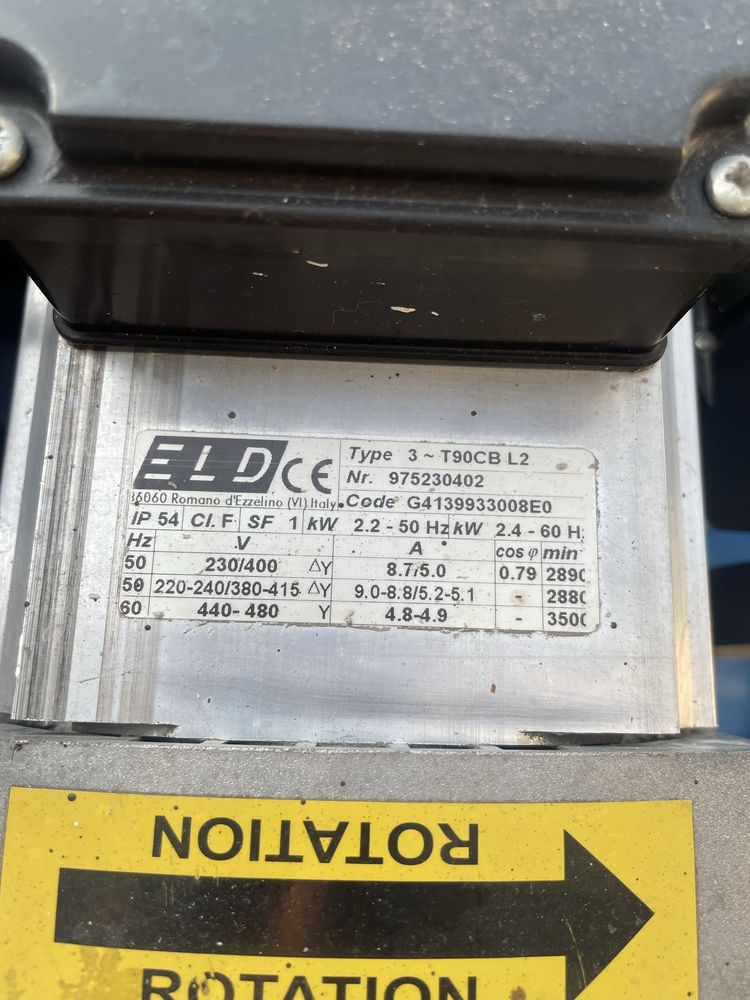 ELD CE
36060 Romano d'Ezzelino (VI) Italy.
Type 3 ~ T90CB L2
Nr. 975230402
Code G4139933008E0
IP 54 Cl. F SF 1 kW 2.2 - 50 Hz kW 2.4 - 60 H
Hz V A cos φ min
50 230/400 ΔY 8.7/5.0 0.79 2890
50 220-240/380-415 ΔY 9.0-8.8/5.2-5.1 - 2880
60 440-480 Y 4.8-4.9 - 3500
ROTATION
ROTATION